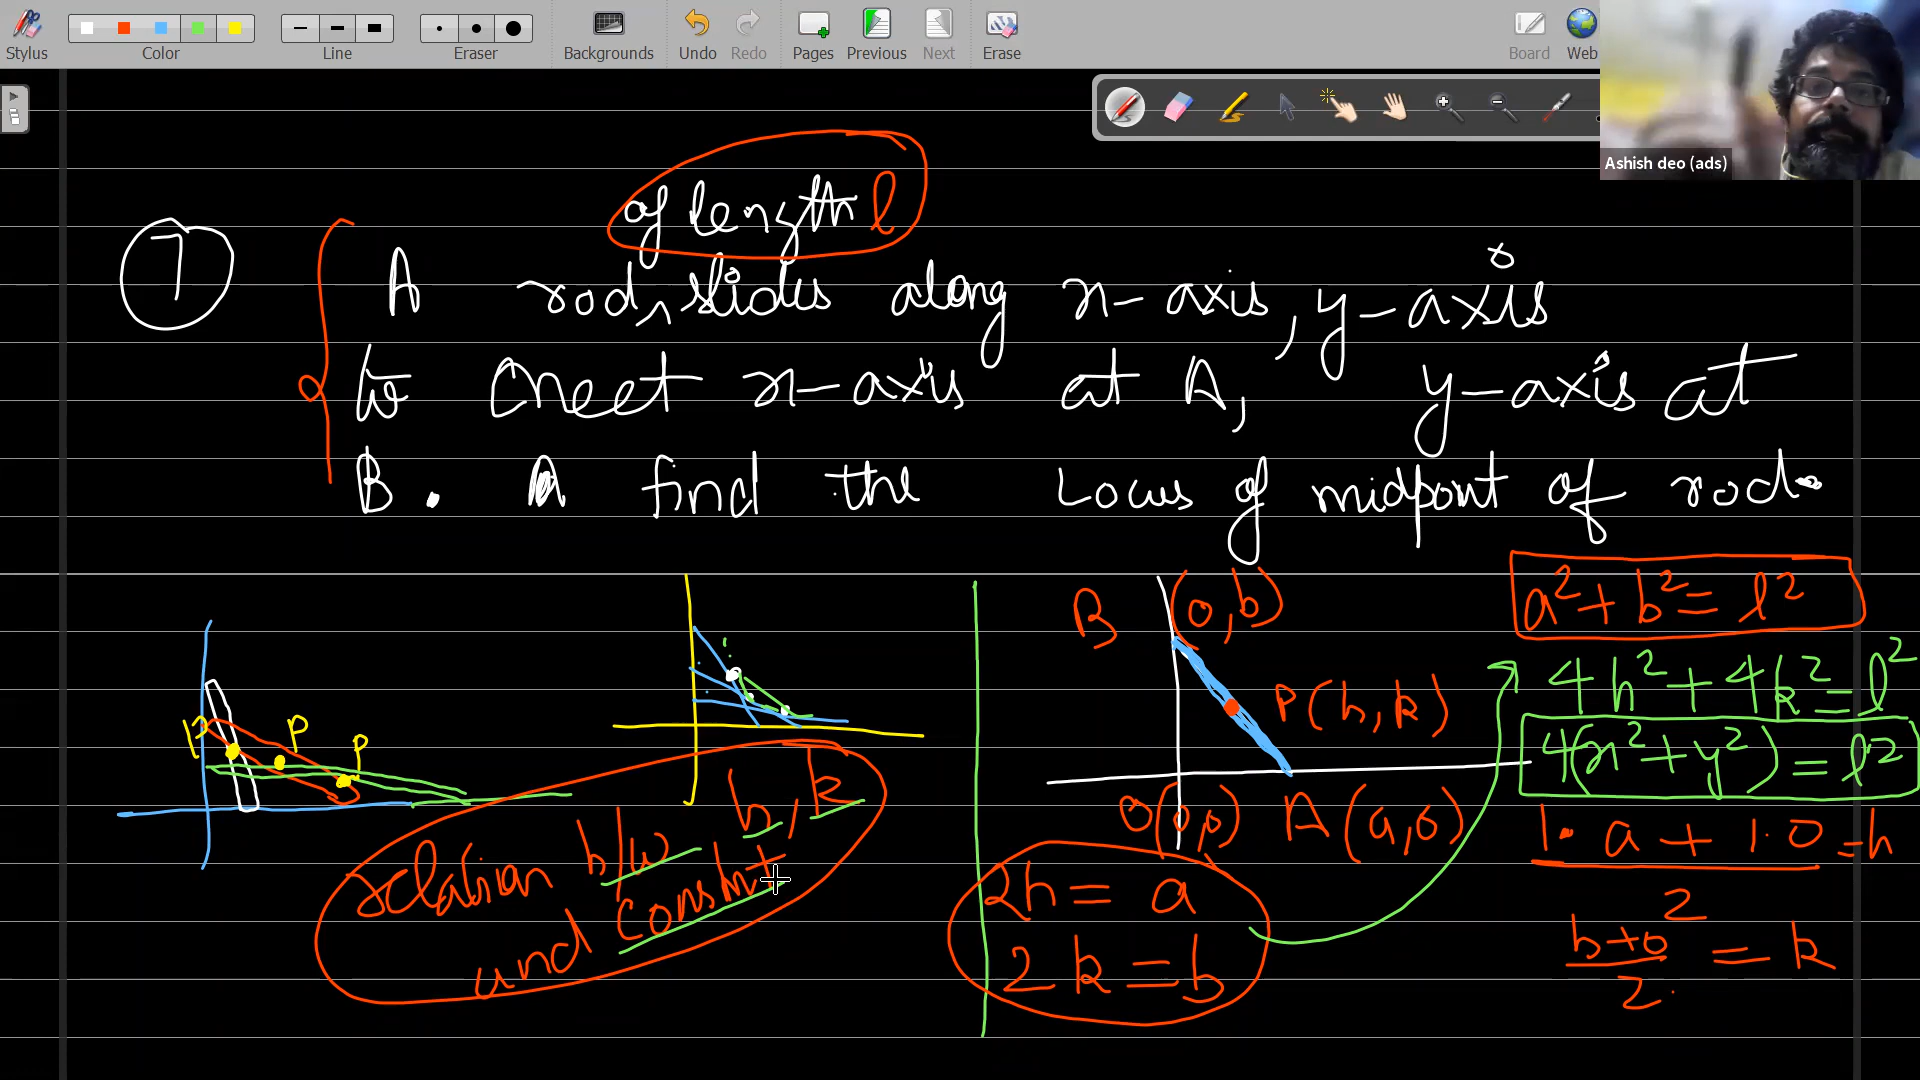 Stylus
Color
Line
Eraser
Backgrounds
Undo
Redo
Pages
Previous
Next
Erase
Board
Web
Ashish deo (ads)
7
of length l
A rod, slides along x-axis, y-axis
to meet x-axis at A, y-axis at
B. find the Locus of midpoint of rod.
P P P
relation b/w h, k
and constnt
B (0,b)
P(h,k)
O(0,0) A(a,0)
2h = a
2k = b
a²+b²= l²
4h²+4k²=l²
4(x²+y²) = l²
1. a + 1.0 = h
2
b+0 = k
2